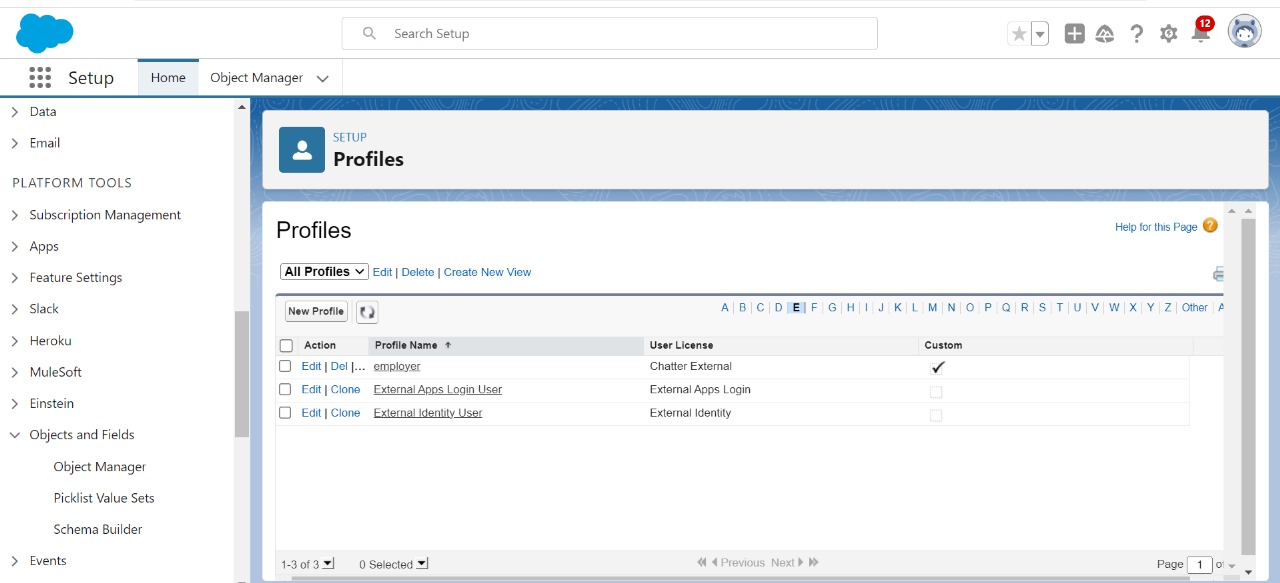 Search Setup
12
Setup
Home
Object Manager
Data
Email
PLATFORM TOOLS
Subscription Management
Apps
Feature Settings
Slack
Heroku
MuleSoft
Einstein
Objects and Fields
Object Manager
Picklist Value Sets
Schema Builder
Events
SETUP
Profiles
Profiles
Help for this Page ?
All Profiles Edit | Delete | Create New View
New Profile
A | B | C | D | E | F | G | H | I | J | K | L | M | N | O | P | Q | R | S | T | U | V | W | X | Y | Z | Other | A
Action Profile Name ↑ User License Custom
Edit | Del |... employer Chatter External ✓
Edit | Clone External Apps Login User External Apps Login
Edit | Clone External Identity User External Identity
1-3 of 3 0 Selected Previous Next Page 1 o